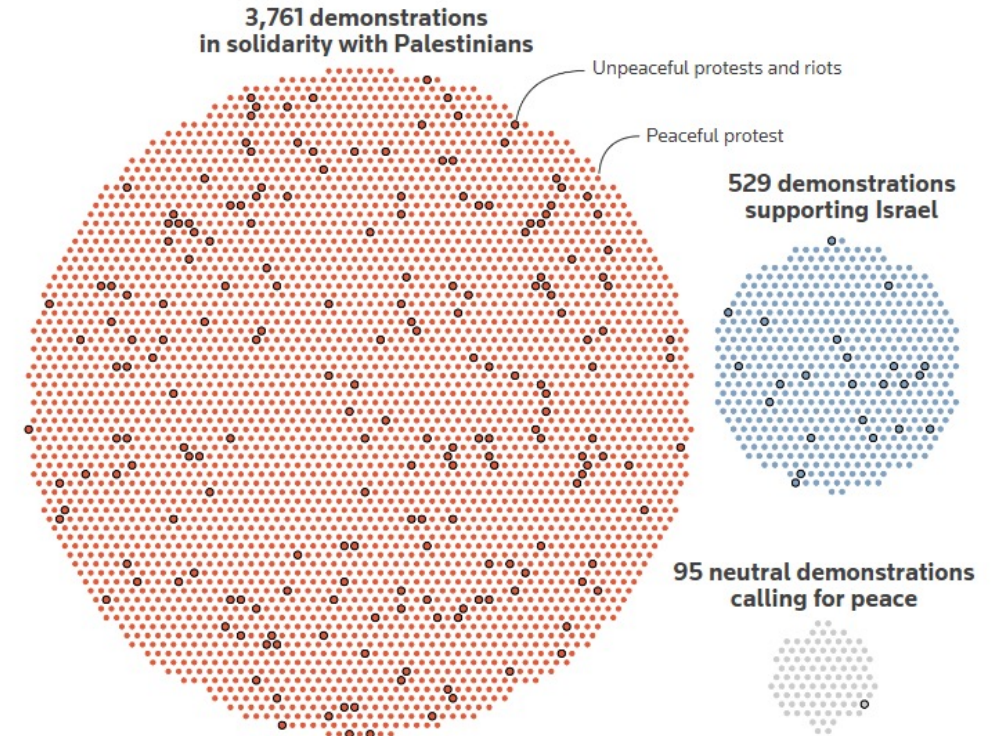 3,761 demonstrations
in solidarity with Palestinians
Unpeaceful protests and riots
Peaceful protest
529 demonstrations
supporting Israel
95 neutral demonstrations
calling for peace